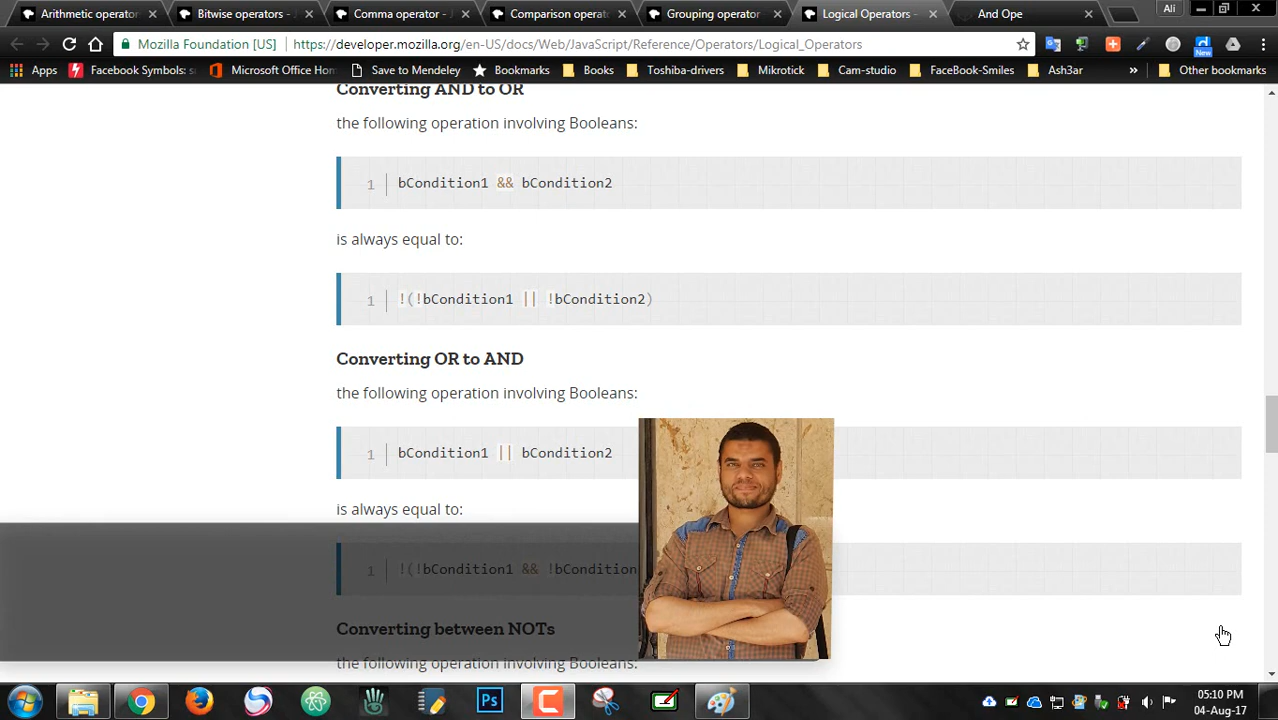 Arithmetic operator
Bitwise operators -
Comma operator -
Comparison operat
Grouping operator
Logical Operators -
And Ope
Ali
Mozilla Foundation [US]
https://developer.mozilla.org/en-US/docs/Web/JavaScript/Reference/Operators/Logical_Operators
New
Apps
Facebook Symbols: s
Microsoft Office Hom
Save to Mendeley
Bookmarks
Books
Toshiba-drivers
Mikrotick
Cam-studio
FaceBook-Smiles
Ash3ar
»
Other bookmarks
Converting AND to OR
the following operation involving Booleans:
1 bCondition1 && bCondition2
is always equal to:
1 !(!bCondition1 || !bCondition2)
Converting OR to AND
the following operation involving Booleans:
1 bCondition1 || bCondition2
is always equal to:
1 !(!bCondition1 && !bCondition
Converting between NOTs
the following operation involving Booleans:
Ps
05:10 PM
04-Aug-17